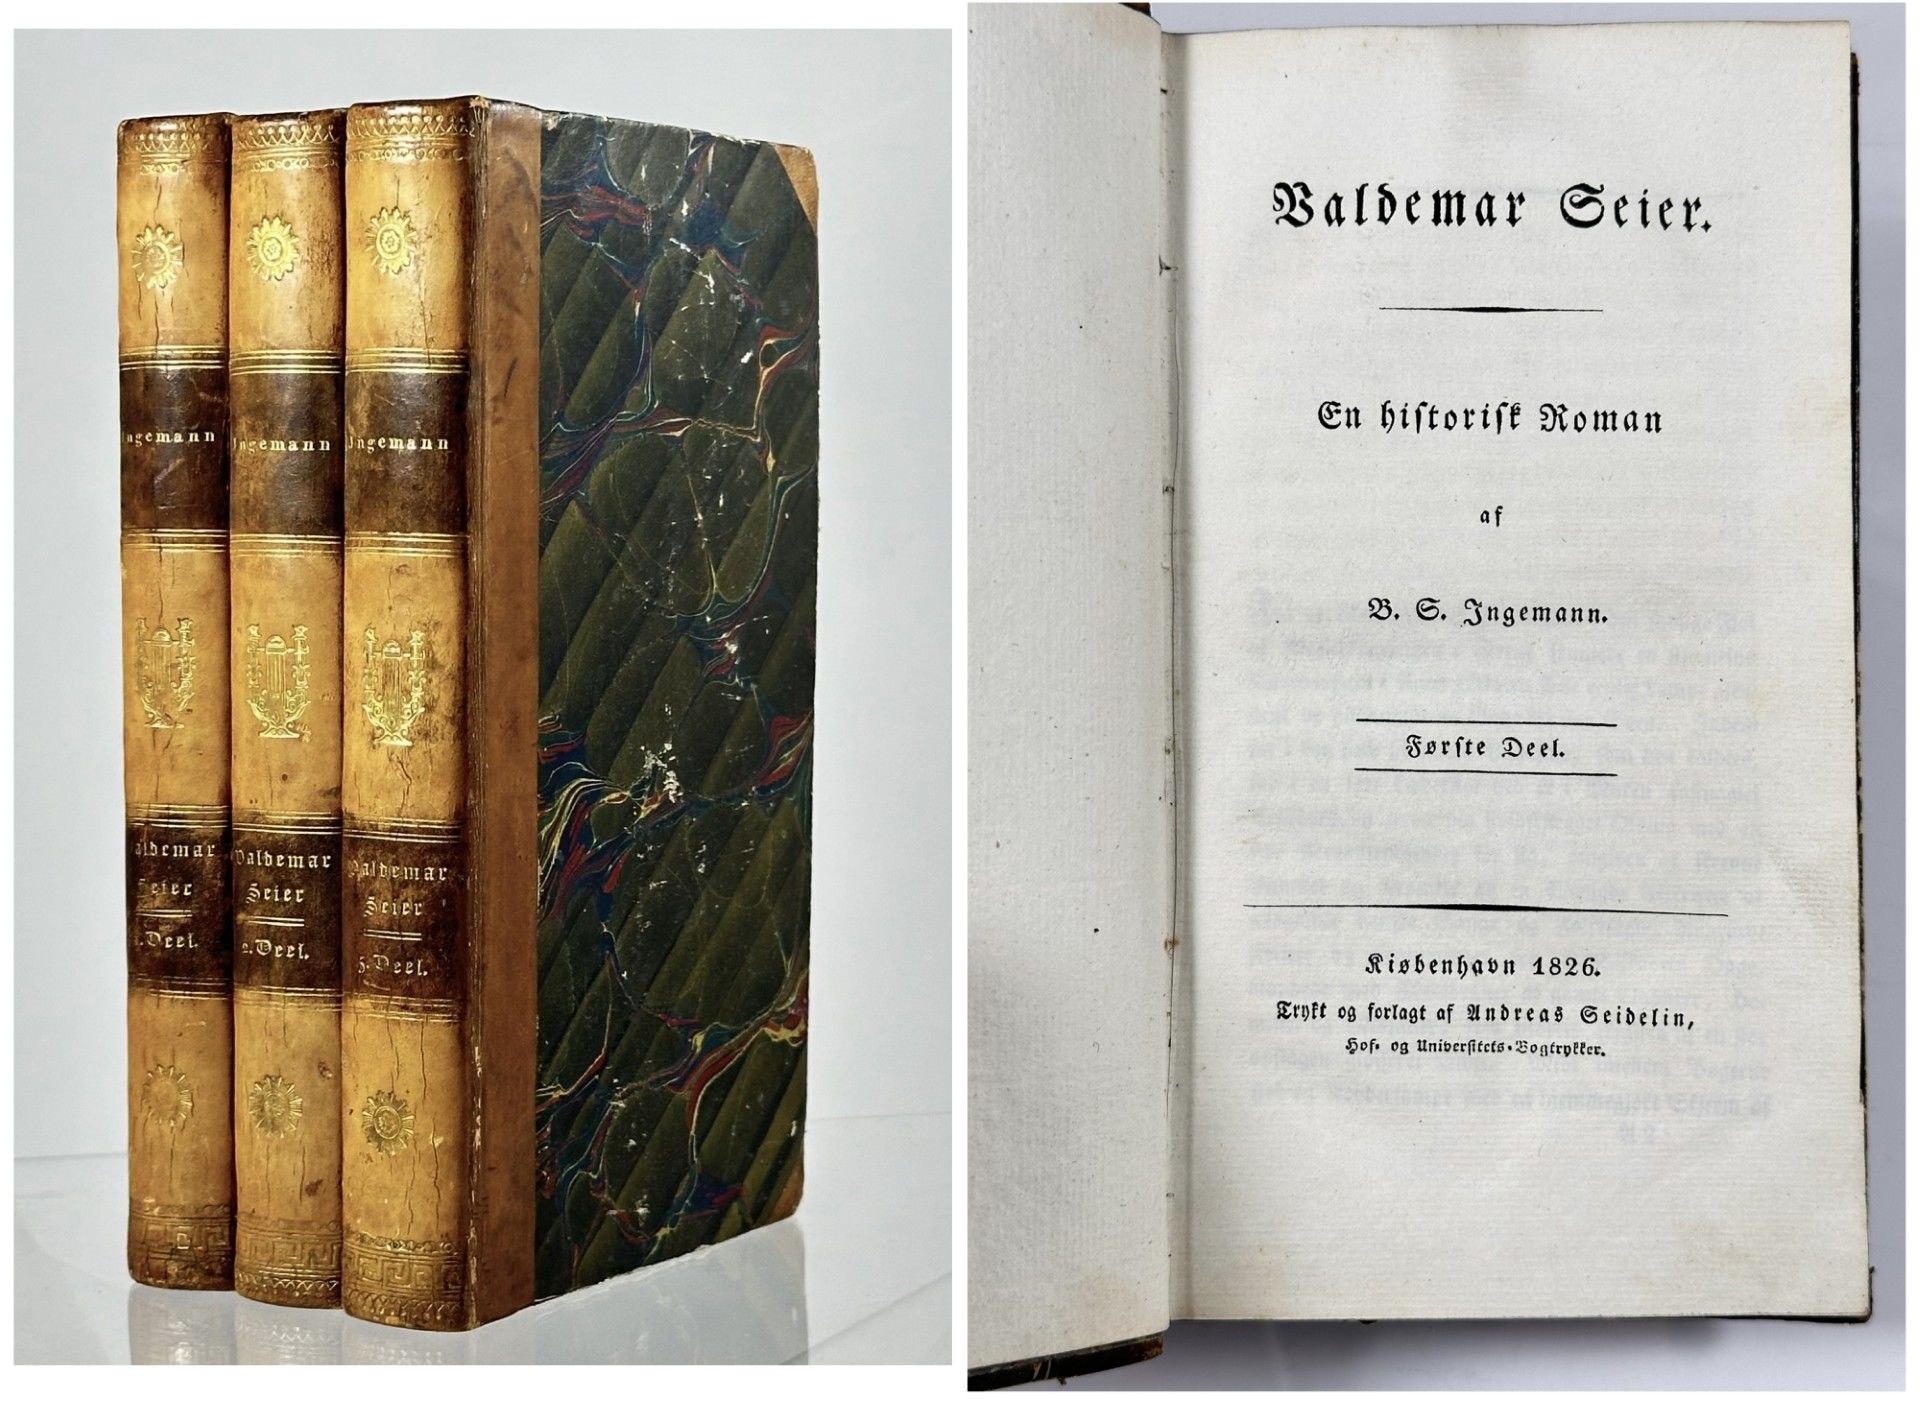 Ingemann
Valdemar
Seier
1. Deel.
Ingemann
Valdemar
Seier
2. Deel.
Ingemann
Valdemar
Seier
3. Deel.
Valdemar Seier.
En hiſtoriſk Roman
af
B. S. Ingemann.
Førſte Deel.
Kiøbenhavn 1826.
Trykt og forlagt af Andreas Seidelin,
Hof- og Univerſitets-Bogtrykker.